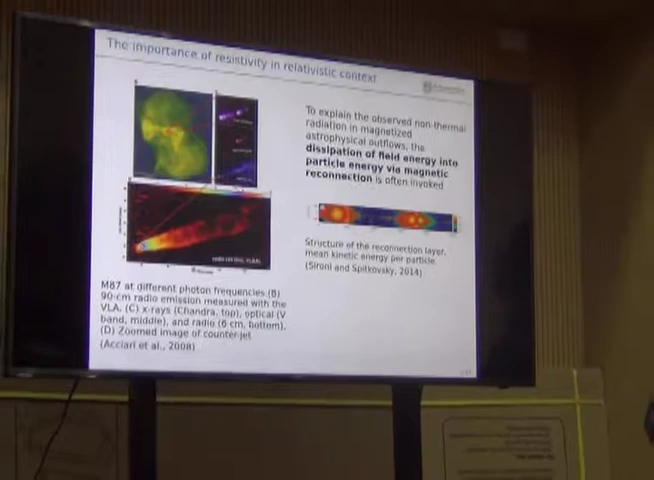 The importance of resistivity in relativistic context
To explain the observed non-thermal
radiation in magnetized
astrophysical outflows, the
dissipation of field energy into
particle energy via magnetic
reconnection is often invoked
Structure of the reconnection layer,
mean kinetic energy per particle.
(Sironi and Spitkovsky, 2014)
M87 at different photon frequencies (B)
90-cm radio emission measured with the
VLA. (C) x-rays (Chandra, top), optical (V
band, middle), and radio (6 cm, bottom).
(D) Zoomed image of counter-jet
(Acciari et al., 2008)